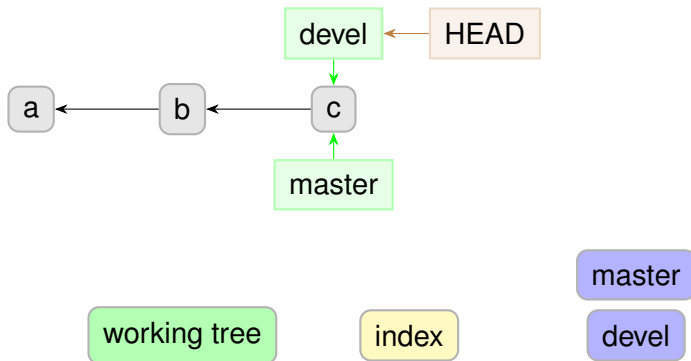 devel
HEAD
a
b
c
master
master
working tree
index
devel